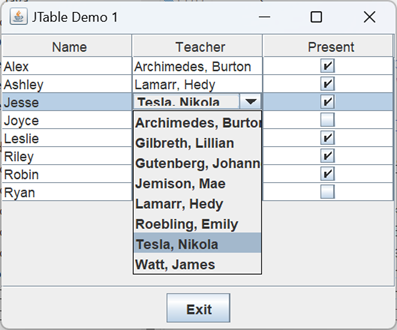 JTable Demo 1
Name Teacher Present
Alex Archimedes, Burton
Ashley Lamarr, Hedy
Jesse Tesla, Nikola
Joyce Archimedes, Burton
Leslie Gilbreth, Lillian
Riley Gutenberg, Johann
Robin Jemison, Mae
Ryan Lamarr, Hedy
Roebling, Emily
Tesla, Nikola
Watt, James
Exit